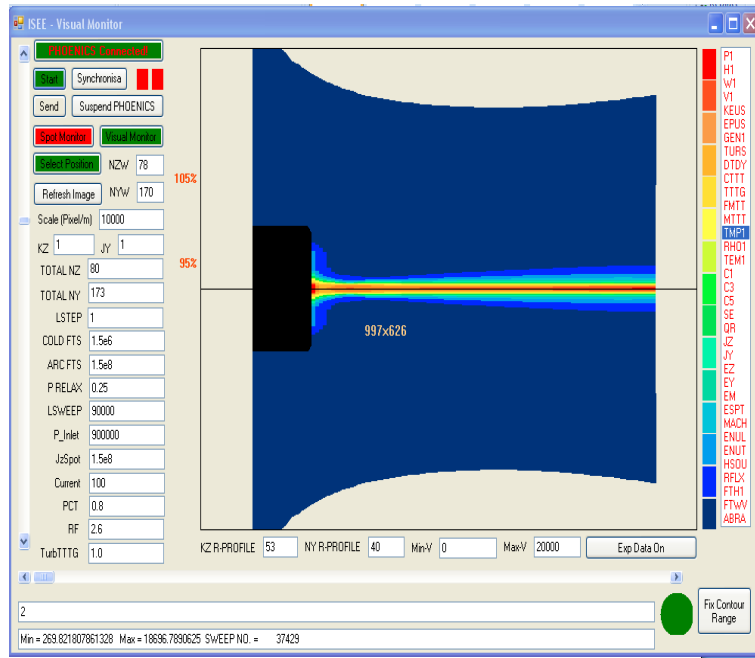 ISEE - Visual Monitor
PHOENICS Connected!
Start Synchronisa
Send Suspend PHOENICS
Spot Monitor Visual Monitor
Select Position NZW 78
Refresh Image NYW 170
Scale (Pixel/m) 10000
KZ 1 JY 1
TOTAL NZ 80
TOTAL NY 173
LSTEP 1
COLD FTS 1.5e6
ARC FTS 1.5e8
P RELAX 0.25
LSWEEP 90000
P_Inlet 900000
JzSpot 1.5e8
Current 100
PCT 0.8
RF 2.6
TurbTTTG 1.0
105%
95%
997x626
P1
H1
W1
V1
KEUS
EPUS
GEN1
TURS
DTDY
CTTT
TTTG
FMTT
MTTT
TMP1
RHO1
TEM1
C1
C3
C5
SE
QR
JZ
JY
EZ
EY
EM
ESPT
MACH
ENUL
ENUT
HSOU
RFLX
FTH1
FTWV
ABRA
KZ R-PROFILE 53 NY R-PROFILE 40 Min-V 0 Max-V 20000 Exp Data On
2
Fix Contour
Range
Min = 269.821807861328 Max = 18696.7890625 SWEEP NO. = 37429